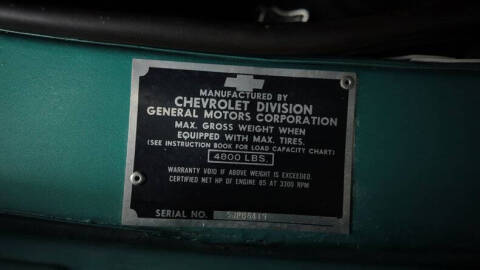 MANUFACTURED BY
CHEVROLET DIVISION
GENERAL MOTORS CORPORATION
MAX. GROSS WEIGHT WHEN
EQUIPPED WITH MAX. TIRES.
(SEE INSTRUCTION BOOK FOR LOAD CAPACITY CHART)
4800 LBS.
WARRANTY VOID IF ABOVE WEIGHT IS EXCEEDED.
CERTIFIED NET HP OF ENGINE 85 AT 3300 RPM
SERIAL NO.